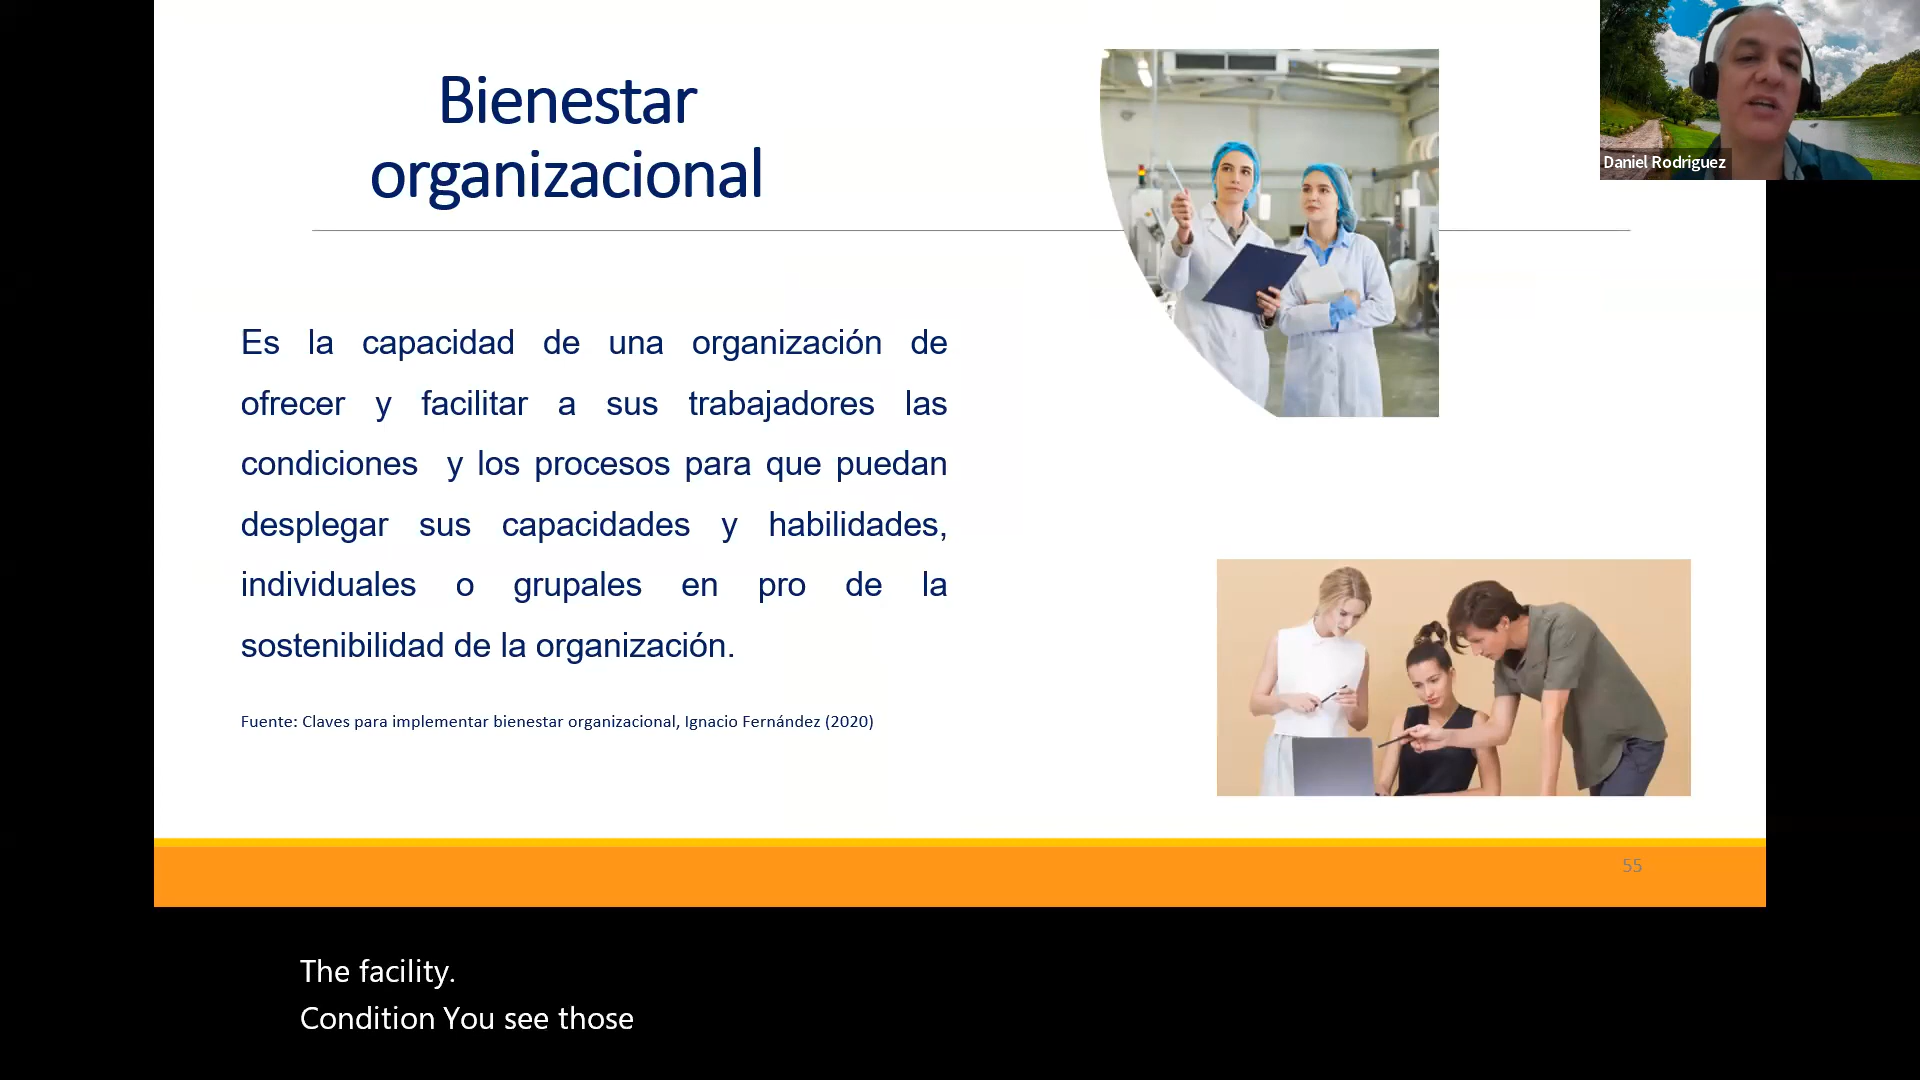 Bienestar
organizacional
Daniel Rodriguez
Es la capacidad de una organización de
ofrecer y facilitar a sus trabajadores las
condiciones y los procesos para que puedan
desplegar sus capacidades y habilidades,
individuales o grupales en pro de la
sostenibilidad de la organización.
Fuente: Claves para implementar bienestar organizacional, Ignacio Fernández (2020)
55
The facility.
Condition You see those